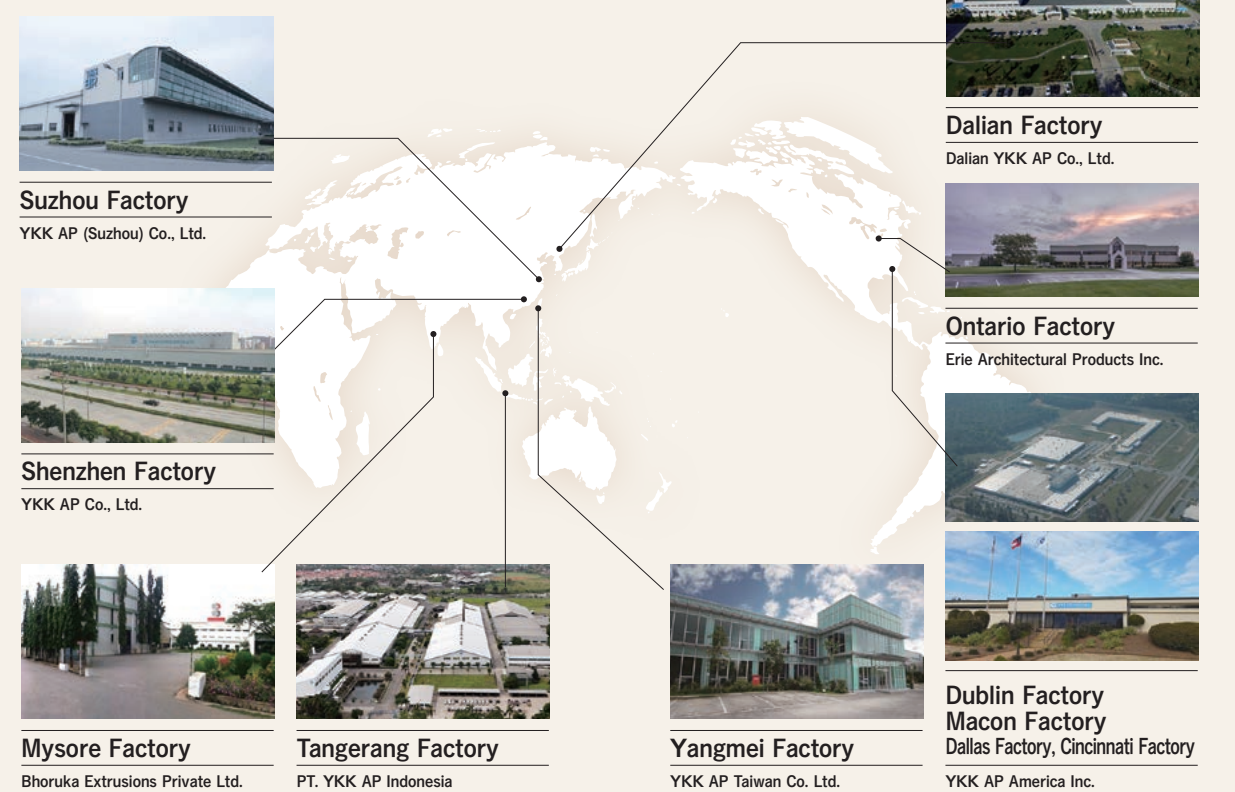 Suzhou Factory
YKK AP (Suzhou) Co., Ltd.
Shenzhen Factory
YKK AP Co., Ltd.
Mysore Factory
Bhoruka Extrusions Private Ltd.
Tangerang Factory
PT. YKK AP Indonesia
Yangmei Factory
YKK AP Taiwan Co. Ltd.
Dalian Factory
Dalian YKK AP Co., Ltd.
Ontario Factory
Erie Architectural Products Inc.
Dublin Factory
Macon Factory
Dallas Factory, Cincinnati Factory
YKK AP America Inc.